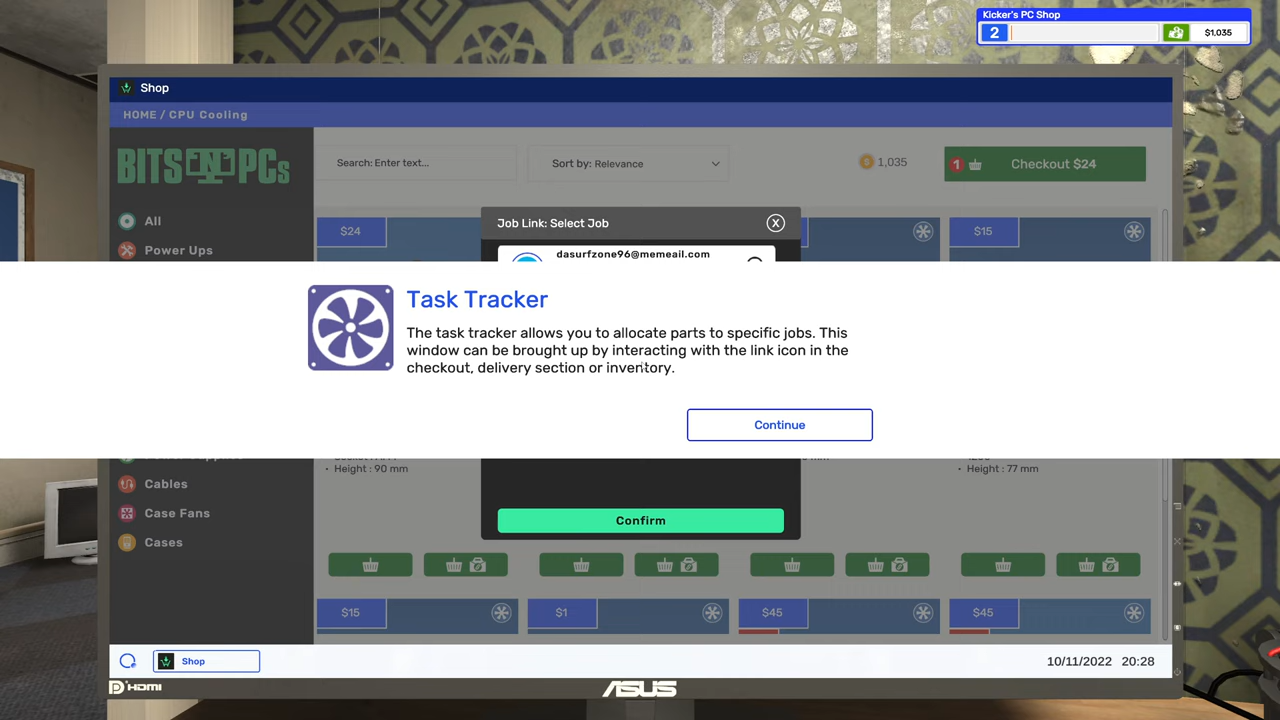 Kicker's PC Shop
2
$1,035
Shop
HOME / CPU Cooling
BITS N PCs
Search: Enter text...
Sort by: Relevance
1,035
1
Checkout $24
All
Power Ups
Cables
Case Fans
Cases
$24
$15
Job Link: Select Job
X
dasurfzone96@memeail.com
Task Tracker
The task tracker allows you to allocate parts to specific jobs. This
window can be brought up by interacting with the link icon in the
checkout, delivery section or inventory.
Continue
• Height : 90 mm
• Height : 77 mm
Confirm
$15
$1
$45
$45
Shop
10/11/2022 20:28
HDMI
ASUS